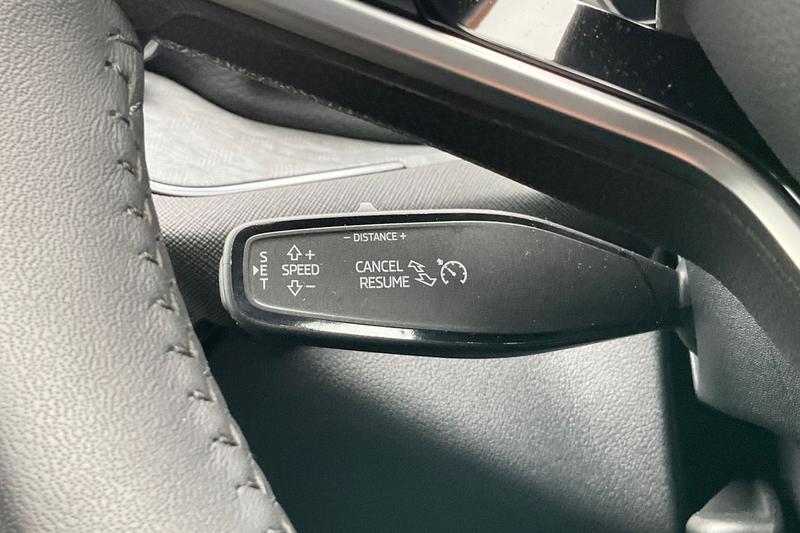 − DISTANCE +
SET
+
SPEED
−
CANCEL
RESUME